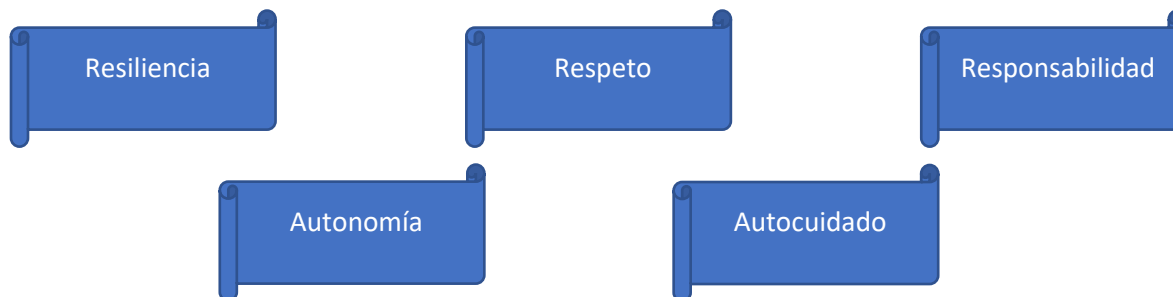 Resiliencia
Respeto
Responsabilidad
Autonomía
Autocuidado